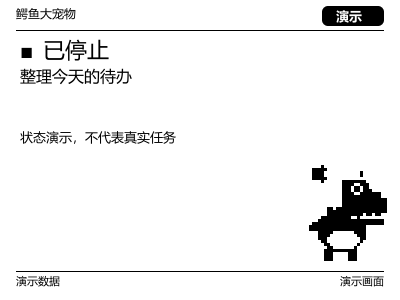 鳄鱼大宠物
演示
■ 已停止
整理今天的待办
状态演示，不代表真实任务
演示数据
演示画面